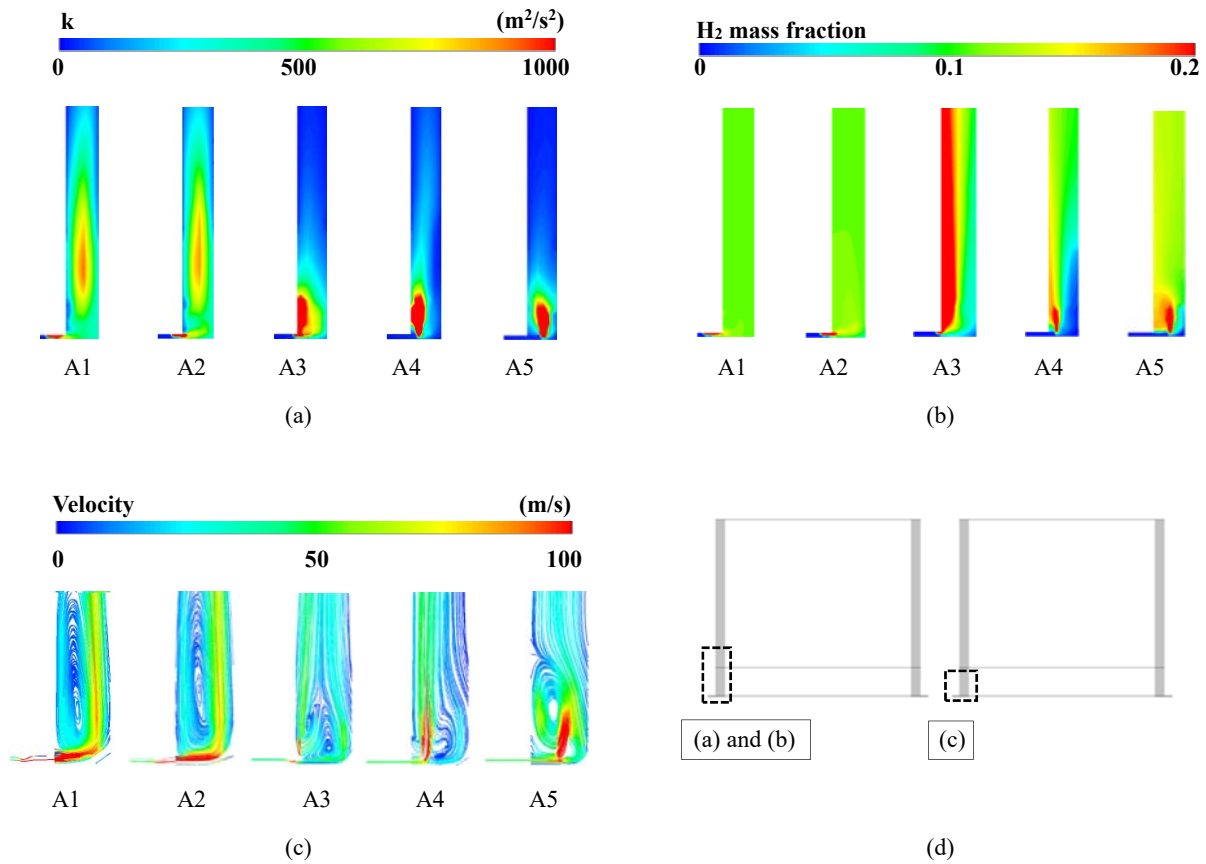 k (m²/s²)
0 500 1000
A1 A2 A3 A4 A5
(a)
H₂ mass fraction
0 0.1 0.2
A1 A2 A3 A4 A5
(b)
Velocity (m/s)
0 50 100
A1 A2 A3 A4 A5
(c)
(a) and (b) (c)
(d)